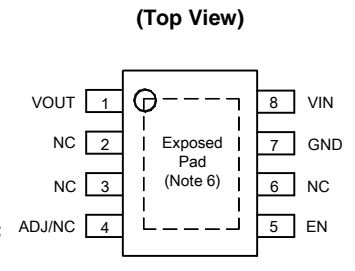 (Top View)
VOUT 1 8 VIN
NC 2 Exposed 7 GND
Pad
NC 3 (Note 6) 6 NC
ADJ/NC 4 5 EN